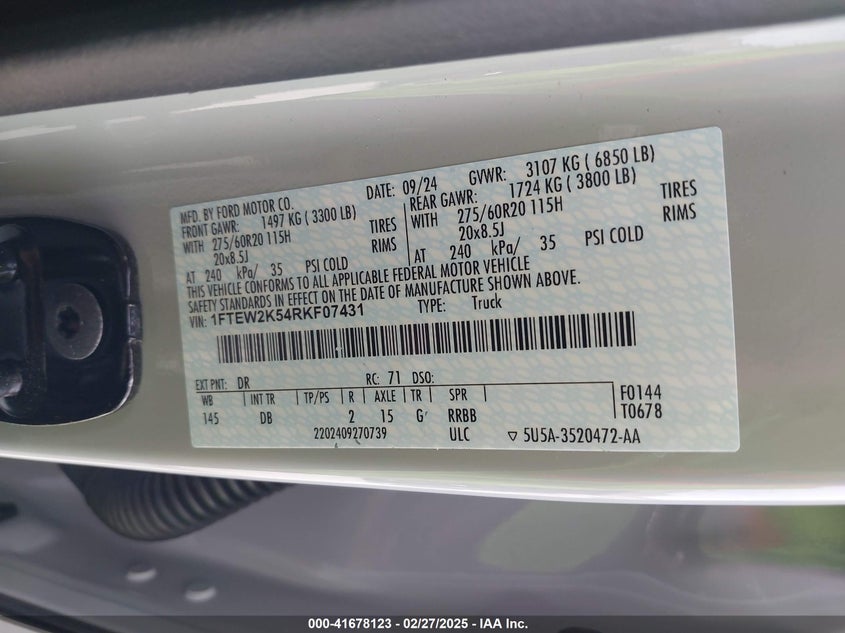 MFD. BY FORD MOTOR CO.
DATE: 09/24 GVWR: 3107 KG ( 6850 LB)
FRONT GAWR: 1497 KG ( 3300 LB) REAR GAWR: 1724 KG ( 3800 LB)
WITH 275/60R20 115H TIRES WITH 275/60R20 115H TIRES
20x8.5J RIMS 20x8.5J RIMS
AT 240 kPa/ 35 PSI COLD AT 240 kPa/ 35 PSI COLD
THIS VEHICLE CONFORMS TO ALL APPLICABLE FEDERAL MOTOR VEHICLE
SAFETY STANDARDS IN EFFECT ON THE DATE OF MANUFACTURE SHOWN ABOVE.
VIN: 1FTEW2K54RKF07431 TYPE: Truck
EXT PNT: DR RC: 71 DSO:
WB INT TR TP/PS R AXLE TR SPR F0144
145 DB 2 15 G RRBB T0678
2202409270739 ULC ▽ 5U5A-3520472-AA
000-41678123 - 02/27/2025 - IAA Inc.